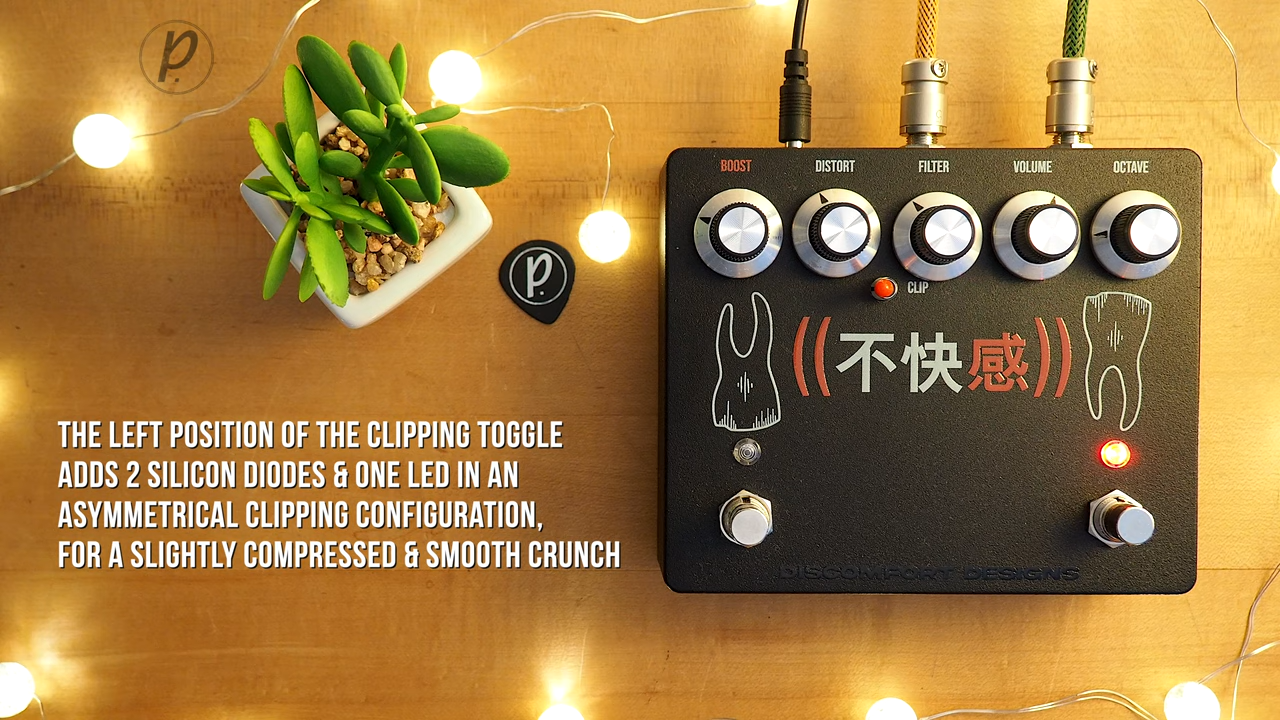 p.
BOOST DISTORT FILTER VOLUME OCTAVE
p.
CLIP
((不快感))
THE LEFT POSITION OF THE CLIPPING TOGGLE
ADDS 2 SILICON DIODES & ONE LED IN AN
ASYMMETRICAL CLIPPING CONFIGURATION,
FOR A SLIGHTLY COMPRESSED & SMOOTH CRUNCH
DISCOMFORT DESIGNS